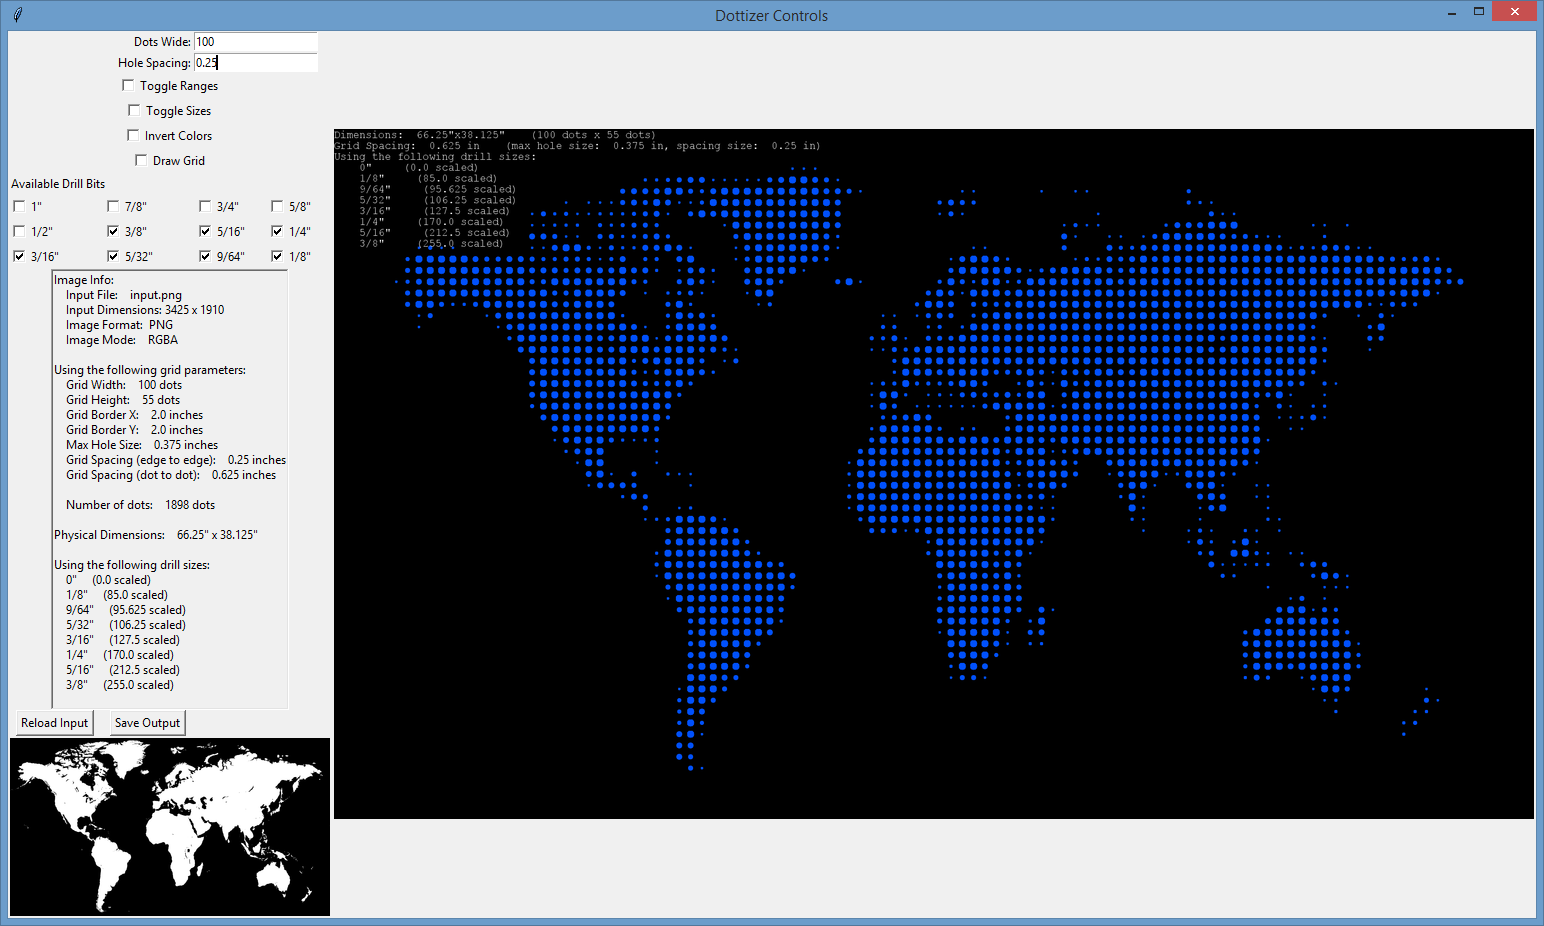 Dottizer Controls
Dots Wide: 100
Hole Spacing: 0.25
Toggle Ranges
Toggle Sizes
Invert Colors
Draw Grid
Available Drill Bits
1" 7/8" 3/4" 5/8"
1/2" 3/8" 5/16" 1/4"
3/16" 5/32" 9/64" 1/8"
Image Info:
Input File: input.png
Input Dimensions: 3425 x 1910
Image Format: PNG
Image Mode: RGBA
Using the following grid parameters:
Grid Width: 100 dots
Grid Height: 55 dots
Grid Border X: 2.0 inches
Grid Border Y: 2.0 inches
Max Hole Size: 0.375 inches
Grid Spacing (edge to edge): 0.25 inches
Grid Spacing (dot to dot): 0.625 inches
Number of dots: 1898 dots
Physical Dimensions: 66.25" x 38.125"
Using the following drill sizes:
0" (0.0 scaled)
1/8" (85.0 scaled)
9/64" (95.625 scaled)
5/32" (106.25 scaled)
3/16" (127.5 scaled)
1/4" (170.0 scaled)
5/16" (212.5 scaled)
3/8" (255.0 scaled)
Reload Input Save Output
Dimensions: 66.25"x38.125" (100 dots x 55 dots)
Grid Spacing: 0.625 in (max hole size: 0.375 in, spacing size: 0.25 in)
Using the following drill sizes:
0" (0.0 scaled)
1/8" (85.0 scaled)
9/64" (95.625 scaled)
5/32" (106.25 scaled)
3/16" (127.5 scaled)
1/4" (170.0 scaled)
5/16" (212.5 scaled)
3/8" (255.0 scaled)